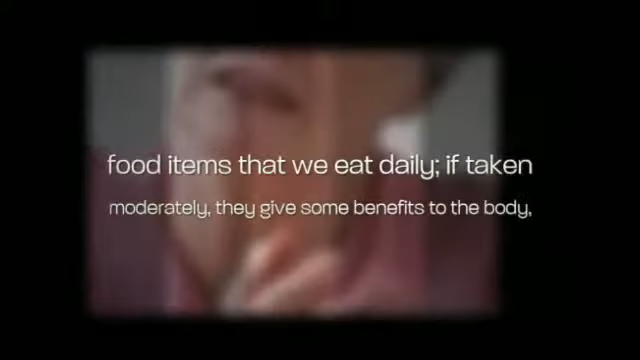 food items that we eat daily; if taken
moderately, they give some benefits to the body,